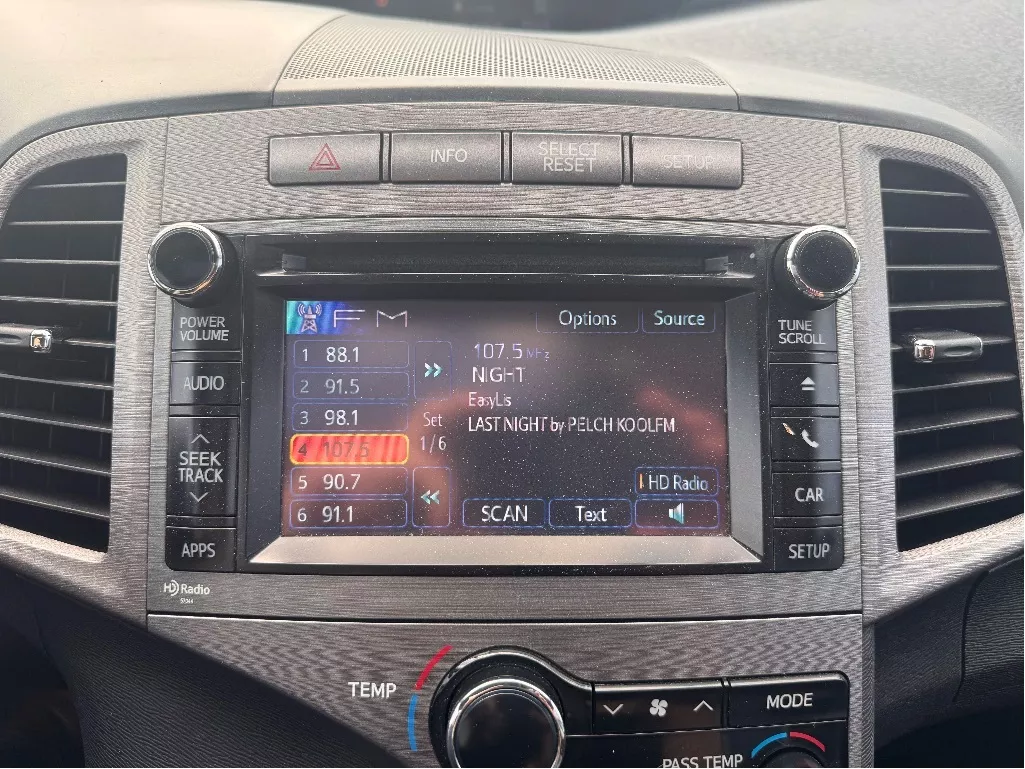 INFO
SELECT RESET
SETUP
POWER VOLUME
AUDIO
SEEK TRACK
APPS
HD Radio
FM
Options
Source
1 88.1
2 91.5
3 98.1
4 107.5
5 90.7
6 91.1
Set
1/6
107.5 MHz
NIGHT
EasyLis
LAST NIGHT by PELCH KOOLFM
HD Radio
SCAN
Text
TUNE SCROLL
CAR
SETUP
TEMP
MODE
PASS TEMP